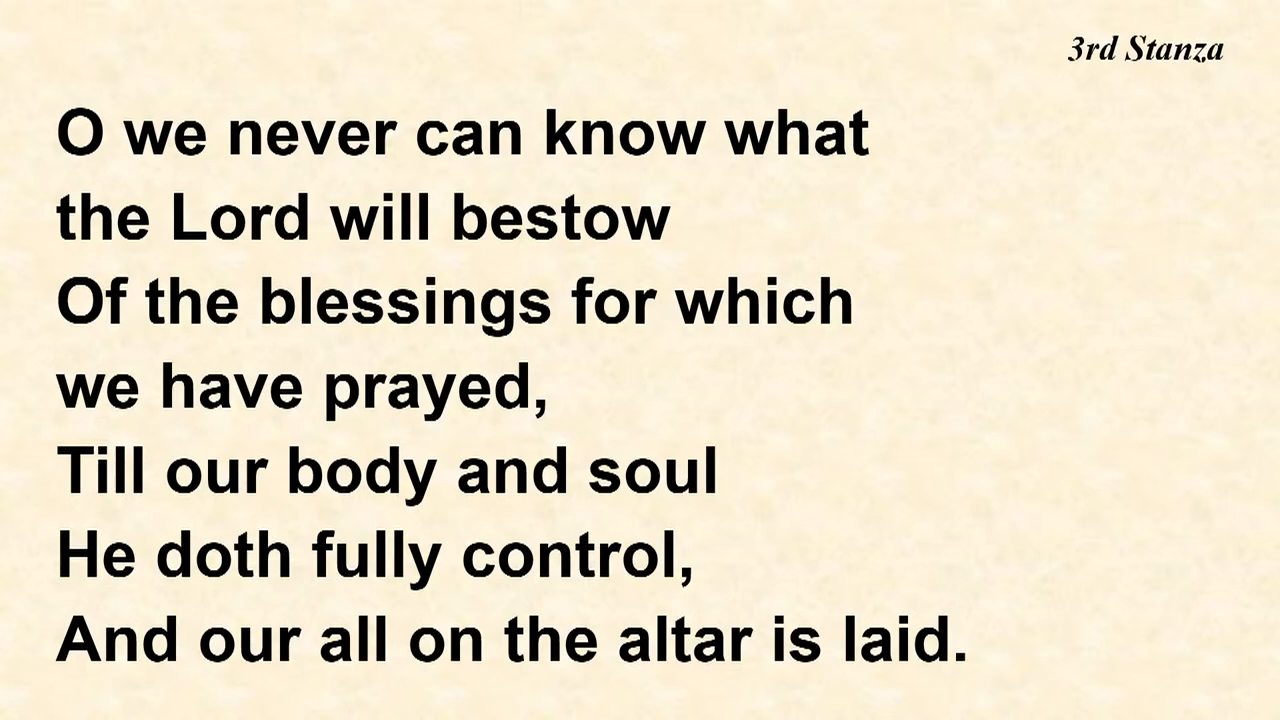 3rd Stanza
O we never can know what
the Lord will bestow
Of the blessings for which
we have prayed,
Till our body and soul
He doth fully control,
And our all on the altar is laid.